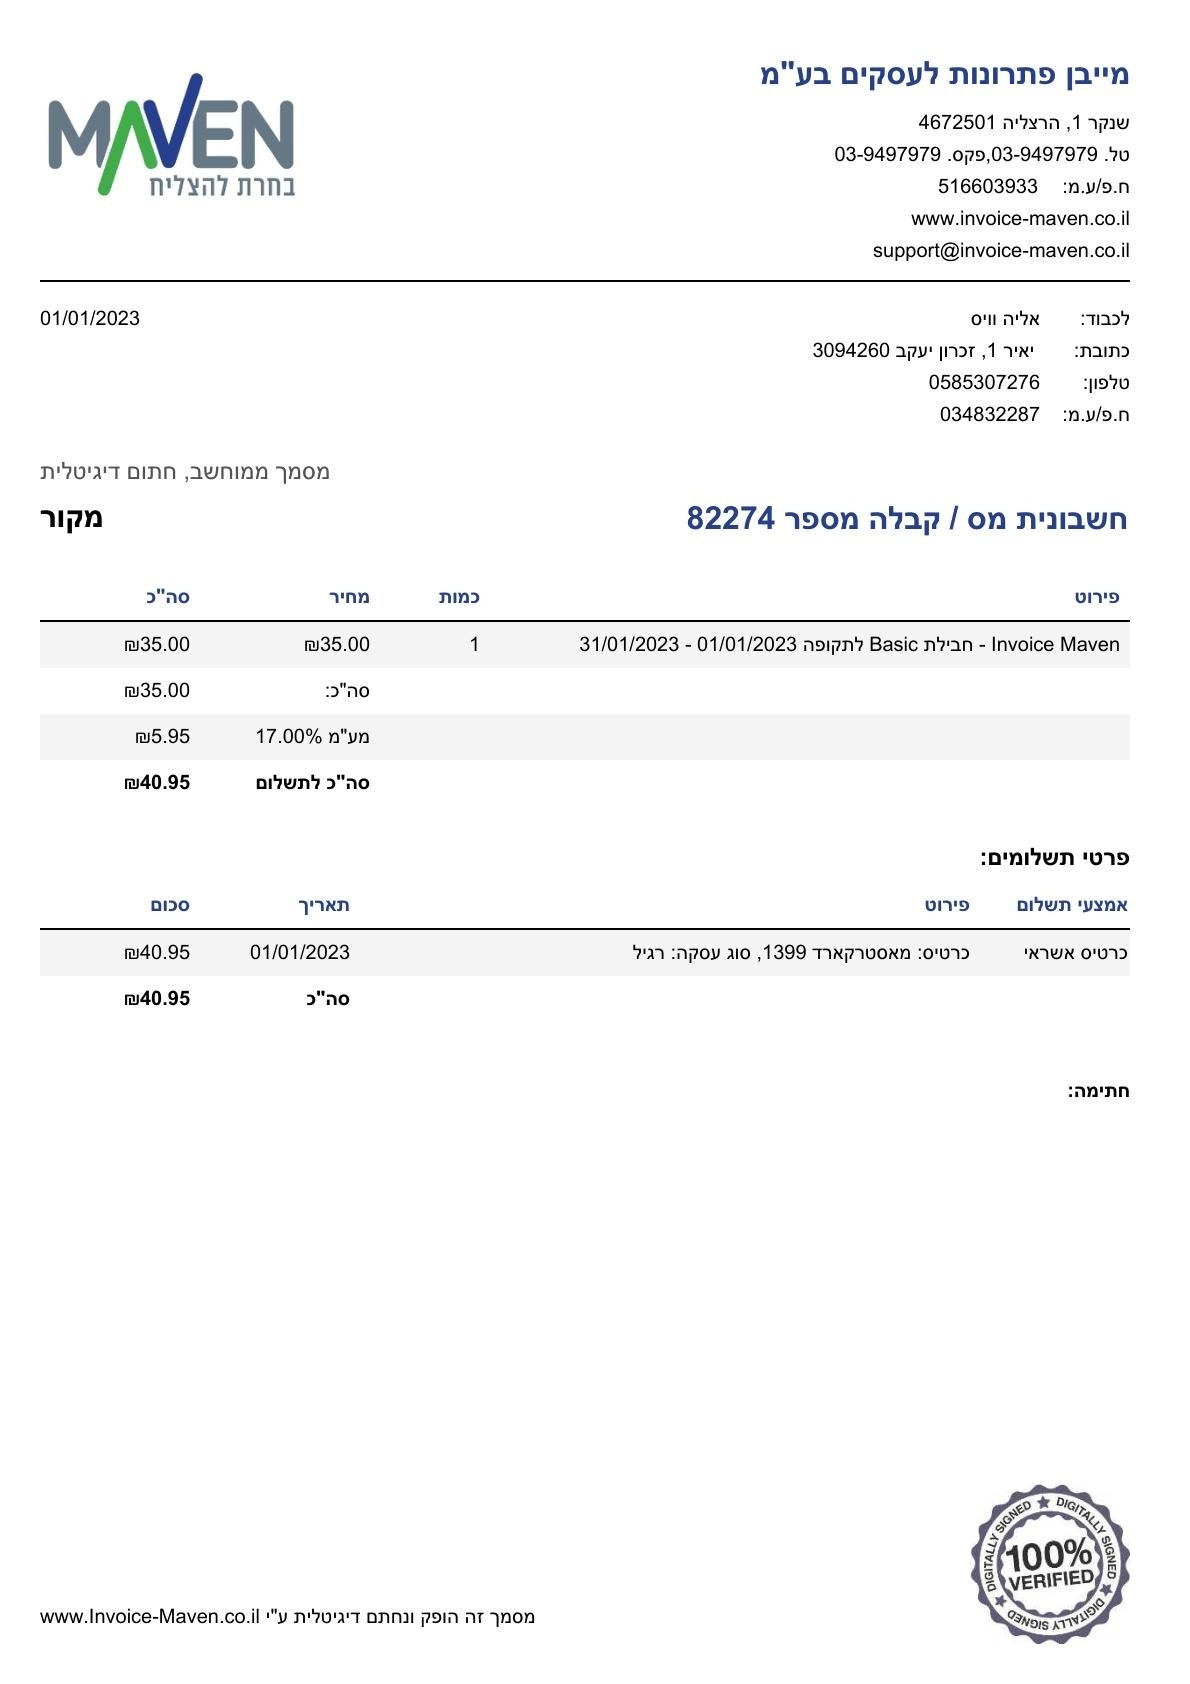 מייבן פתרונות לעסקים בע"מ
MAVEN
בחרת להצליח
שנקר 1, הרצליה 4672501
טל. 03-9497979,פקס. 03-9497979
ח.פ/ע.מ: 516603933
www.invoice-maven.co.il
support@invoice-maven.co.il
לכבוד: אליה וויס 01/01/2023
כתובת: יאיר 1, זכרון יעקב 3094260
טלפון: 0585307276
ח.פ/ע.מ: 034832287
מסמך ממוחשב, חתום דיגיטלית
חשבונית מס / קבלה מספר 82274 מקור
פירוט כמות מחיר סה"כ
Invoice Maven - חבילת Basic לתקופה 01/01/2023 - 31/01/2023 1 ₪35.00 ₪35.00
סה"כ: ₪35.00
מע"מ 17.00% ₪5.95
סה"כ לתשלום ₪40.95
פרטי תשלומים:
אמצעי תשלום פירוט תאריך סכום
כרטיס אשראי כרטיס: מאסטרקארד 1399, סוג עסקה: רגיל 01/01/2023 ₪40.95
סה"כ ₪40.95
חתימה:
DIGITALLY SIGNED ★ DIGITALLY SIGNED ★ DIGITALLY SIGNED ★
100%
VERIFIED
מסמך זה הופק ונחתם דיגיטלית ע"י www.Invoice-Maven.co.il